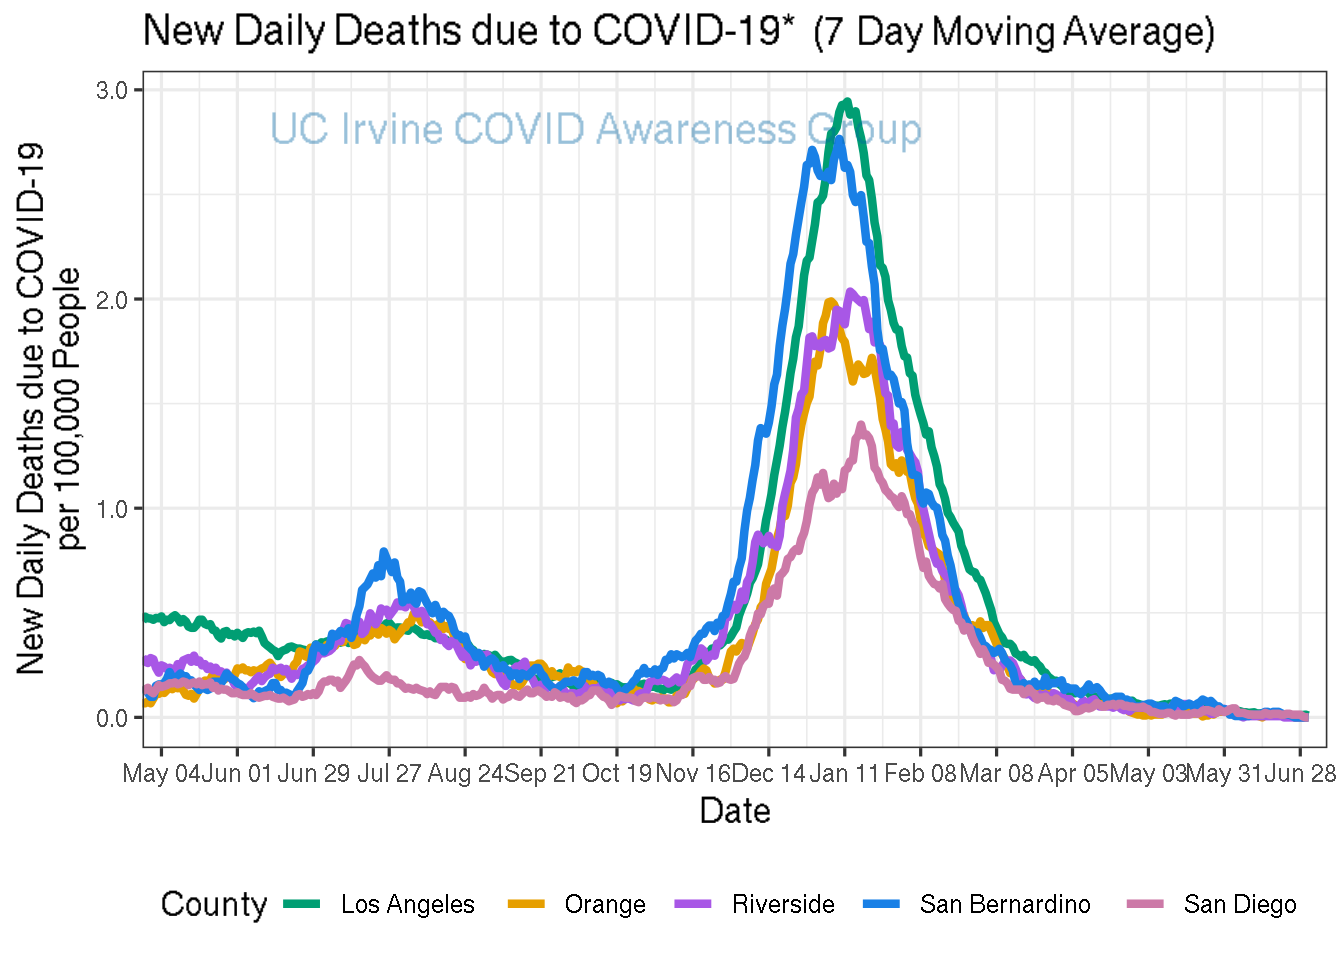 New Daily Deaths due to COVID-19* (7 Day Moving Average)
UC Irvine COVID Awareness Group
New Daily Deaths due to COVID-19
per 100,000 People
3.0
2.0
1.0
0.0
May 04 Jun 01 Jun 29 Jul 27 Aug 24 Sep 21 Oct 19 Nov 16 Dec 14 Jan 11 Feb 08 Mar 08 Apr 05 May 03 May 31 Jun 28
Date
County Los Angeles Orange Riverside San Bernardino San Diego